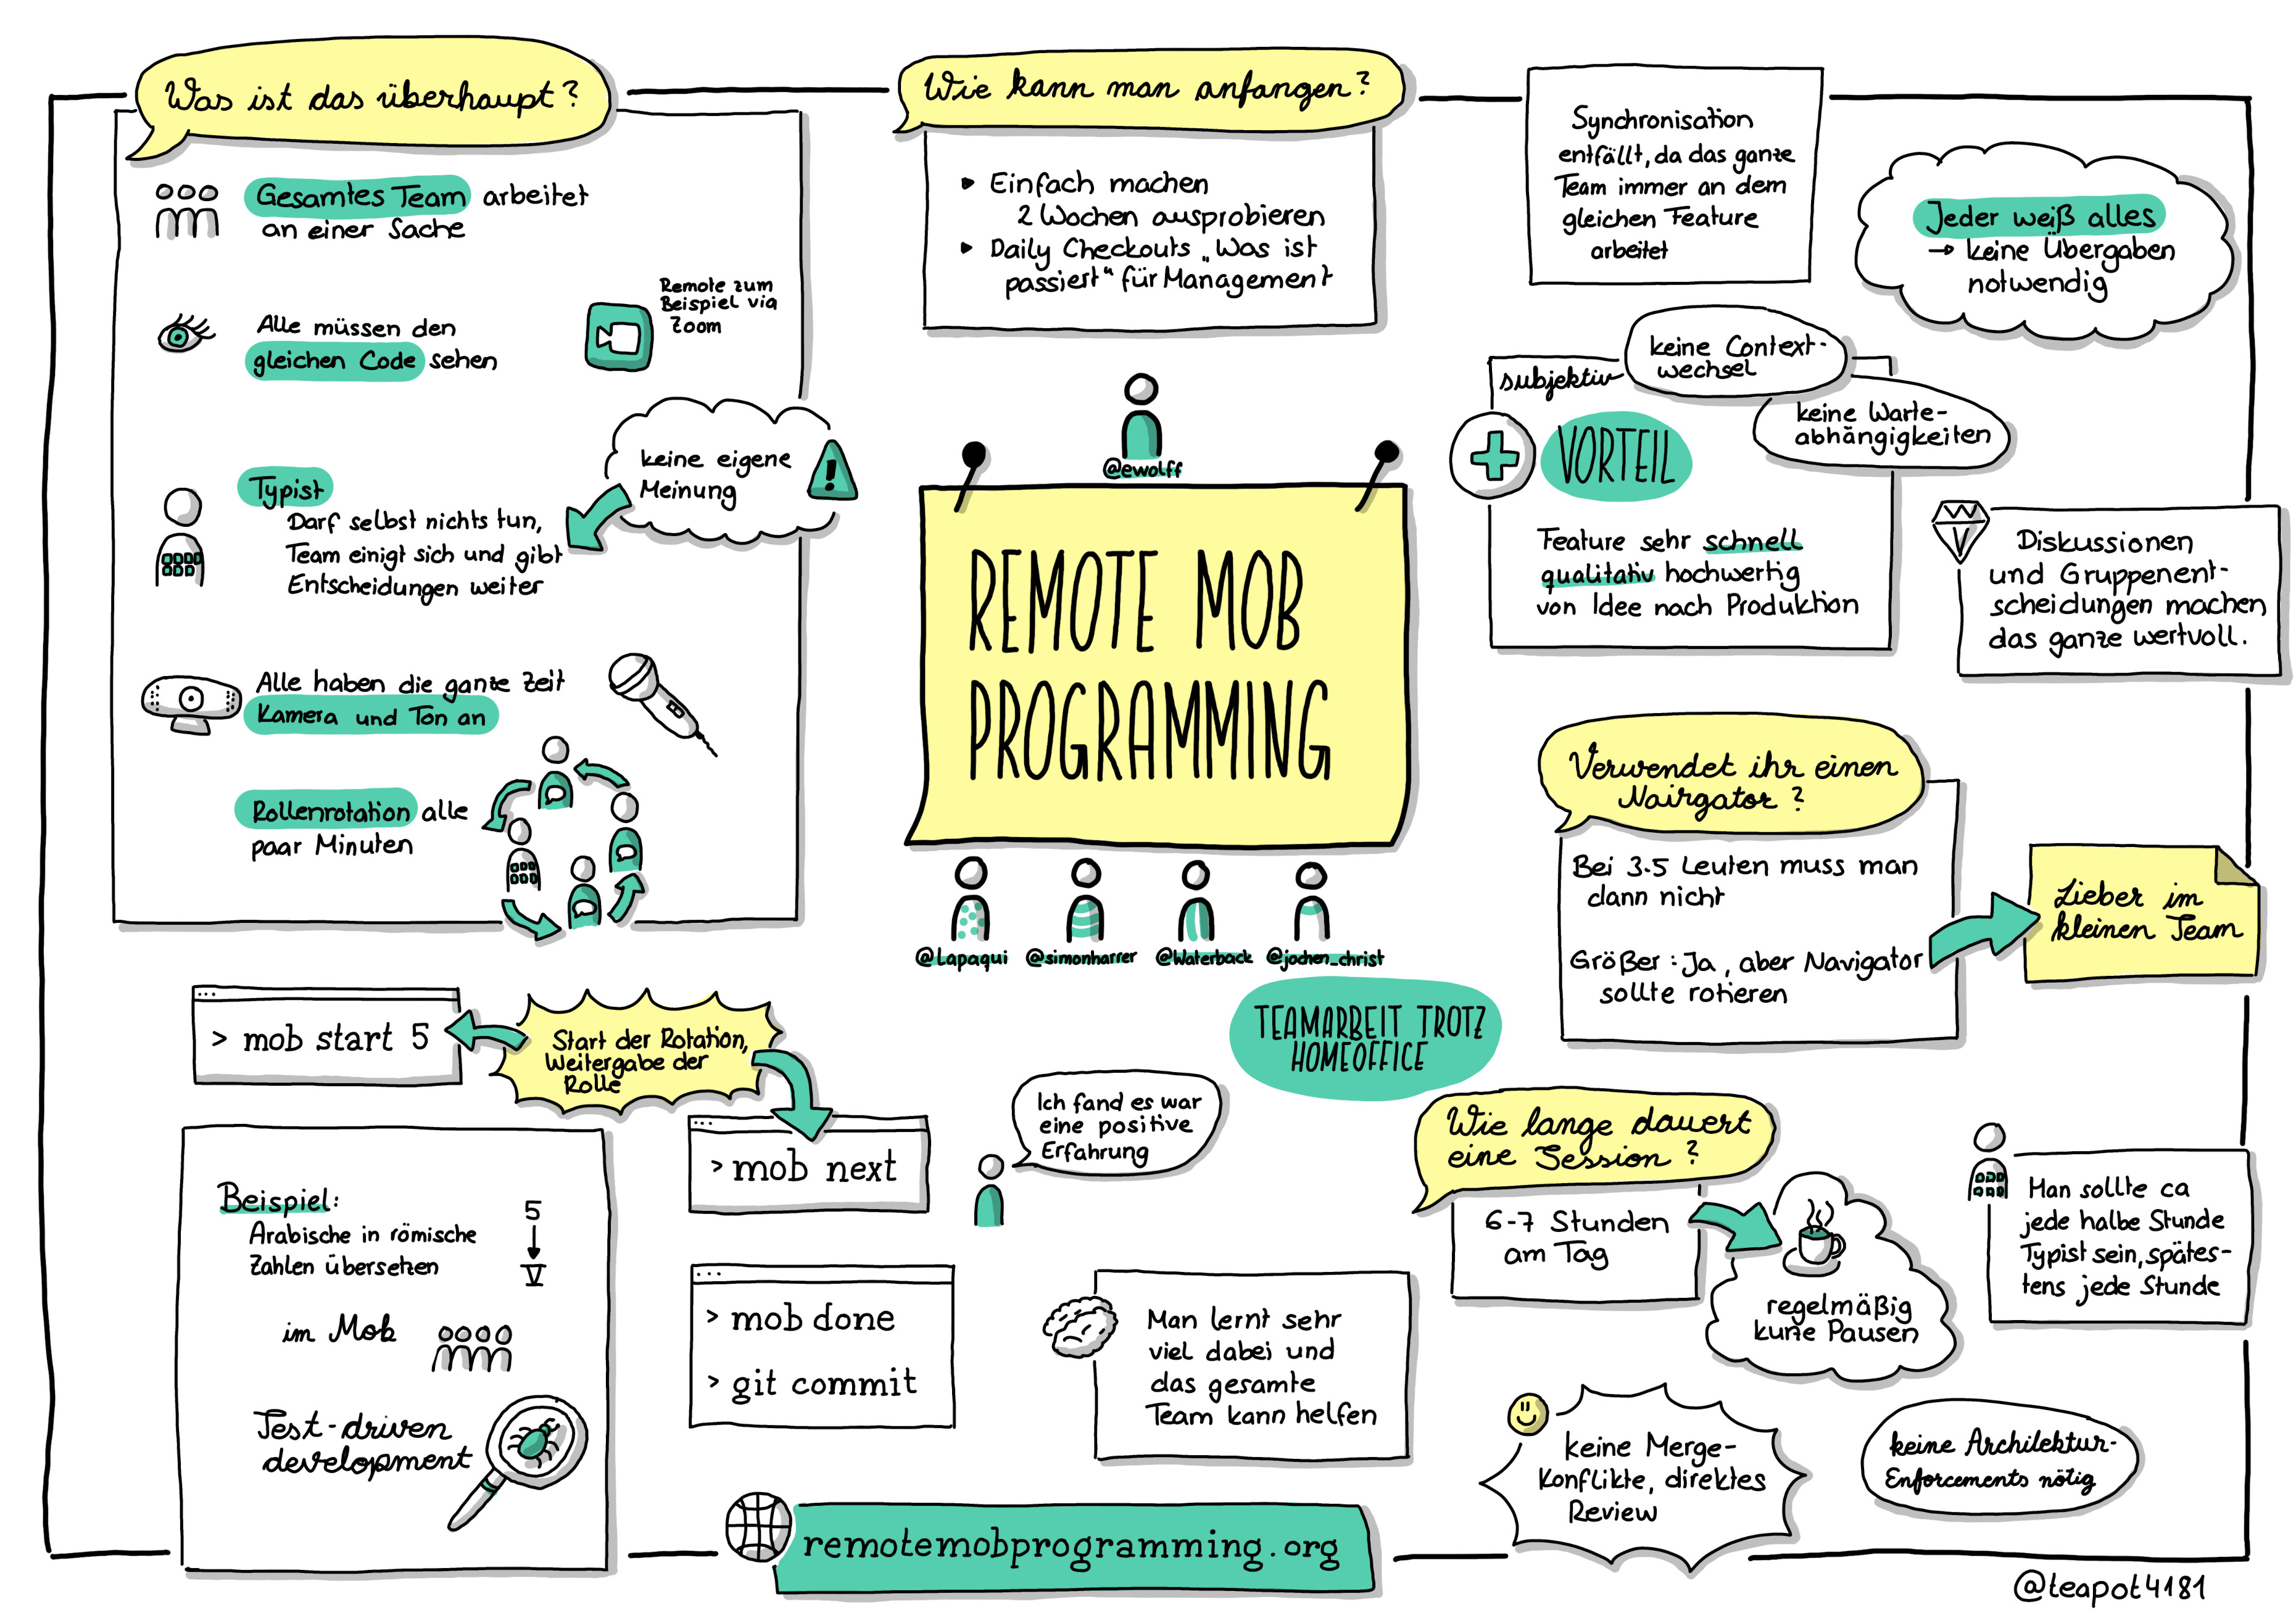 Was ist das überhaupt?
Gesamtes Team arbeitet
an einer Sache
Alle müssen den
gleichen Code sehen
Remote zum
Beispiel via
Zoom
keine eigene
Meinung
!
Typist
Darf selbst nichts tun,
Team einigt sich und gibt
Entscheidungen weiter
Alle haben die ganze Zeit
Kamera und Ton an
Rollenrotation alle
paar Minuten
Wie kann man anfangen?
▸ Einfach machen
2 Wochen ausprobieren
▸ Daily Checkouts „Was ist
passiert“ für Management
Synchronisation
entfällt, da das ganze
Team immer an dem
gleichen Feature
arbeitet
Jeder weiß alles
→ keine Übergaben
notwendig
@ewolff
REMOTE MOB
PROGRAMMING
@Lapaqui @simonharrer @Waterback @jochen_christ
TEAMARBEIT TROTZ
HOMEOFFICE
subjektiv
keine Context-
wechsel
keine Warte-
abhängigkeiten
VORTEIL
Feature sehr schnell
qualitativ hochwertig
von Idee nach Produktion
Diskussionen
und Gruppenent-
scheidungen machen
das ganze wertvoll.
Verwendet ihr einen
Nairgator?
Bei 3-5 Leuten muss man
dann nicht
Größer: Ja, aber Navigator
sollte rotieren
Lieber im
kleinen Team
> mob start 5
Start der Rotation,
Weitergabe der
Rolle
> mob next
Ich fand es war
eine positive
Erfahrung
Beispiel:
Arabische in römische
Zahlen übersetzen
5
V
im Mob
Test-driven
development
> mob done
> git commit
Man lernt sehr
viel dabei und
das gesamte
Team kann helfen
Wie lange dauert
eine Session?
6-7 Stunden
am Tag
regelmäßig
kurze Pausen
Man sollte ca
jede halbe Stunde
Typist sein, spätes-
tens jede Stunde
keine Merge-
Konflikte, direktes
Review
keine Architektur-
Enforcements nötig
remotemobprogramming.org
@teapot4181